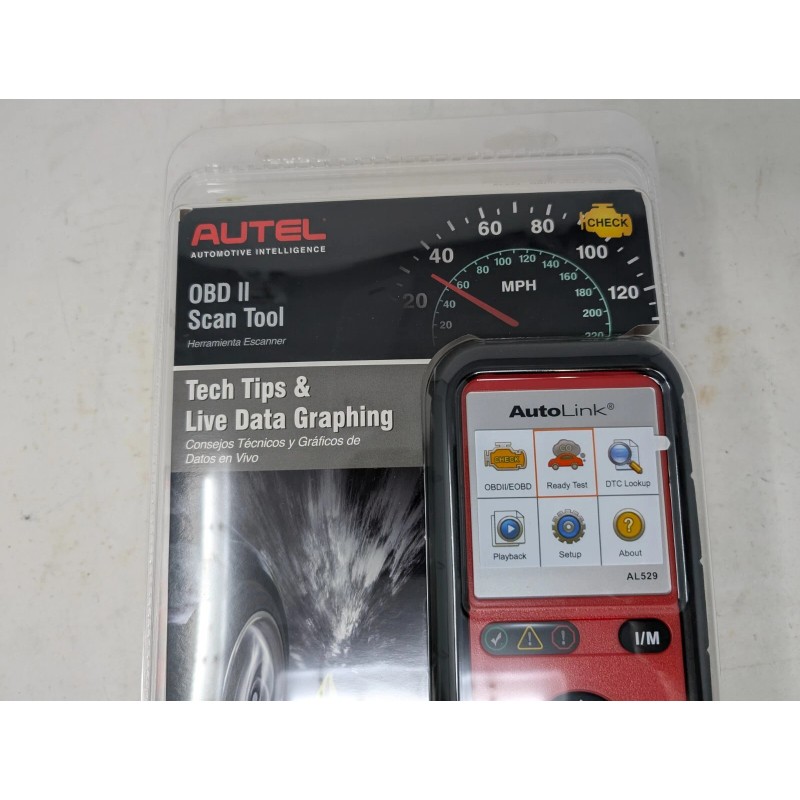 AUTEL
AUTOMOTIVE INTELLIGENCE
OBD II
Scan Tool
Herramienta Escanner
Tech Tips &
Live Data Graphing
Consejos Técnicos y Gráficos de
Datos en Vivo
20
40
60
80
100
120
CHECK
20
40
60
80
100
120
140
160
180
200
220
MPH
AutoLink®
CHECK
OBDII/EOBD
Ready Test
DTC Lookup
Playback
Setup
About
AL529
I/M